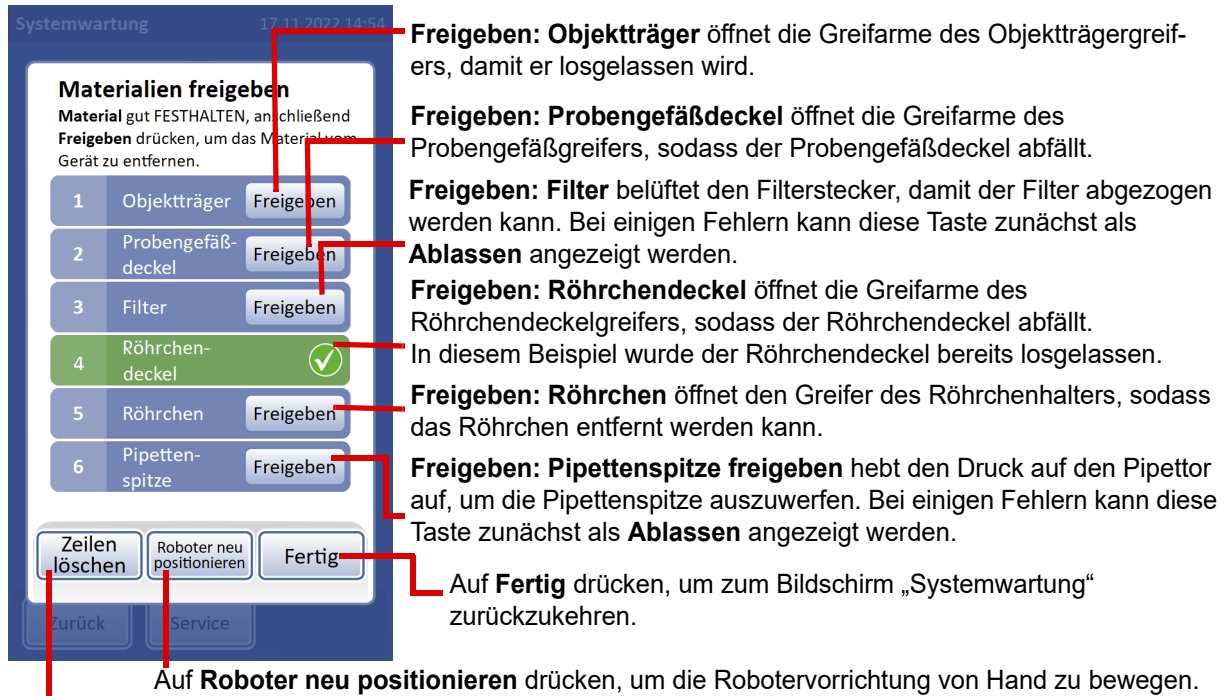 Systemwartung 17.11.2022 14:54
Materialien freigeben
Material gut FESTHALTEN, anschließend
Freigeben drücken, um das Material vom
Gerät zu entfernen.
1 Objektträger Freigeben
2 Probengefäß-
deckel Freigeben
3 Filter Freigeben
4 Röhrchen-
deckel
5 Röhrchen Freigeben
6 Pipetten-
spitze Freigeben
Zeilen
löschen
Roboter neu
positionieren
Fertig
Zurück Service
Freigeben: Objektträger öffnet die Greifarme des Objektträgergreif-
ers, damit er losgelassen wird.
Freigeben: Probengefäßdeckel öffnet die Greifarme des
Probengefäßgreifers, sodass der Probengefäßdeckel abfällt.
Freigeben: Filter belüftet den Filterstecker, damit der Filter abgezogen
werden kann. Bei einigen Fehlern kann diese Taste zunächst als
Ablassen angezeigt werden.
Freigeben: Röhrchendeckel öffnet die Greifarme des
Röhrchendeckelgreifers, sodass der Röhrchendeckel abfällt.
In diesem Beispiel wurde der Röhrchendeckel bereits losgelassen.
Freigeben: Röhrchen öffnet den Greifer des Röhrchenhalters, sodass
das Röhrchen entfernt werden kann.
Freigeben: Pipettenspitze freigeben hebt den Druck auf den Pipettor
auf, um die Pipettenspitze auszuwerfen. Bei einigen Fehlern kann diese
Taste zunächst als Ablassen angezeigt werden.
Auf Fertig drücken, um zum Bildschirm „Systemwartung“
zurückzukehren.
Auf Roboter neu positionieren drücken, um die Robotervorrichtung von Hand zu bewegen.